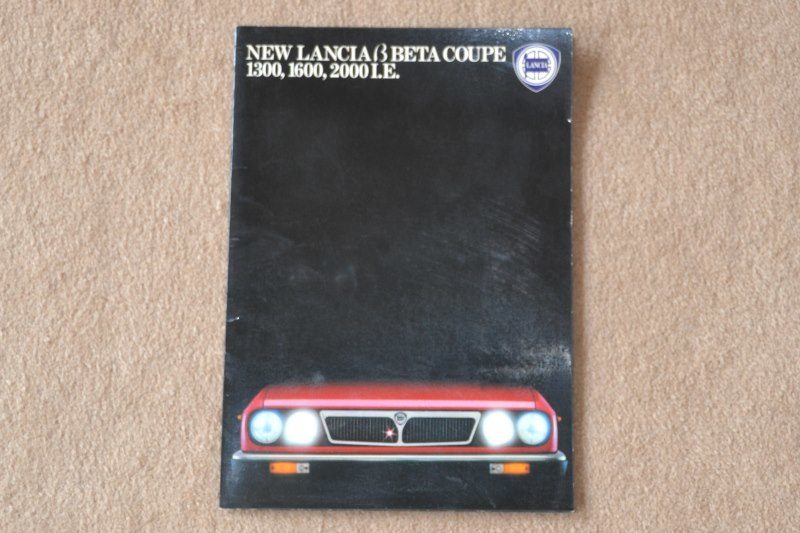 NEW LANCIA β BETA COUPE
1300, 1600, 2000 I.E.
LANCIA